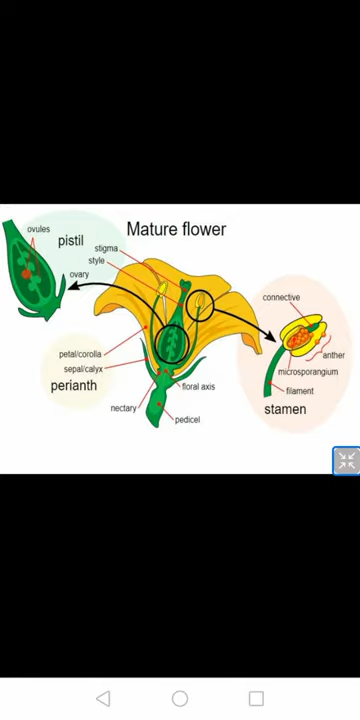 Mature flower
ovules
pistil
stigma
style
ovary
connective
petal/corolla
sepal/calyx
perianth
floral axis
nectary
pedicel
anther
microsporangium
filament
stamen